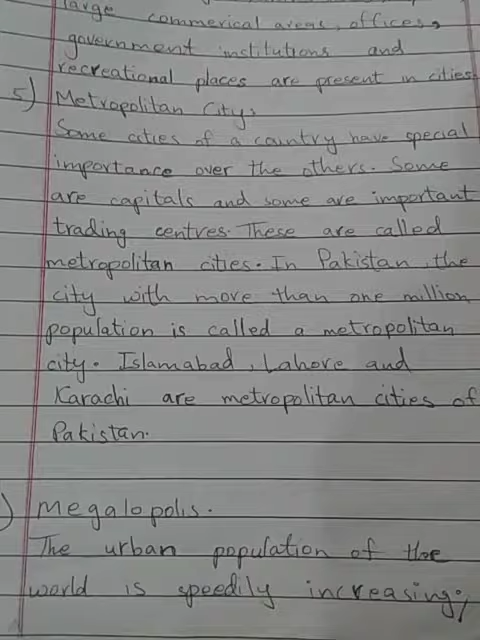 large commerical areas, offices,
government institutions and
recreational places are present in cities
5) Metropolitan City:
Some cities of a caintry have special
importance over the others. Some
are capitals and some are important
trading centres. These are called
metropolitan cities. In Pakistan, the
city with more than one million
population is called a metropolitan
city. Islamabad, Lahore and
Karachi are metropolitan cities of
Pakistan.
) Megalopolis.
The urban population of the
world is speedily increasing,